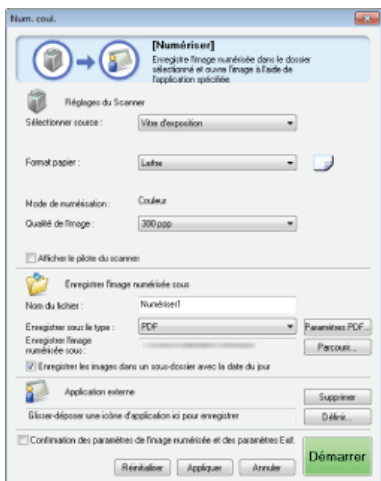 Num. coul.
[Numériser]
Enregistre l'image numérisée dans le dossier
sélectionné et ouvre l'image à l'aide de
l'application spécifiée.
Réglages du Scanner
Sélectionner source : Vitre d'exposition
Format papier : Lettre
Mode de numérisation : Couleur
Qualité de l'image : 300 ppp
Afficher le pilote du scanner
Enregistrer l'image numérisée sous
Nom du fichier : Numériser1
Enregistrer sous le type : PDF Paramètres PDF...
Enregistrer l'image
numérisée sous : Parcourir...
Enregistrer les images dans un sous-dossier avec la date du jour
Application externe Supprimer
Glisser-déposer une icône d'application ici pour enregistrer Définir...
Confirmation des paramètres de l'image numérisée et des paramètres Exif.
Démarrer
Réinitialiser Appliquer Annuler